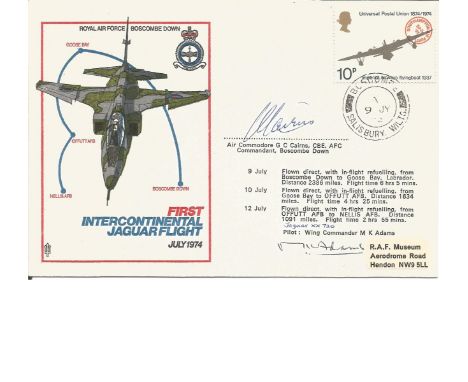 ROYAL AIR FORCE BOSCOMBE DOWN
GOOSE BAY
OFFUTT AFB
NELLIS AFB
BOSCOMBE DOWN
FIRST
INTERCONTINENTAL
JAGUAR FLIGHT
JULY 1974
Universal Postal Union 1874/1974
10P
9 JY
SALISBURY. WILTS.
Air Commodore G C Cairns, CBE, AFC
Commandant, Boscombe Down
9 July Flown direct, with in-flight refuelling, from
Boscombe Down to Goose Bay, Labrador.
Distance 2386 miles. Flight time 6 hrs 5 mins.
10 July Flown direct, with in-flight refuelling, from
Goose Bay to OFFUTT AFB. Distance 1634
miles. Flight time 4 hrs 25 mins.
12 July Flown direct, with in-flight refuelling, from
OFFUTT AFB to NELLIS AFB. Distance
1091 miles. Flight time 2 hrs 55 mins.
Jaguar XX 720
Pilot: Wing Commander M K Adams
R.A.F. Museum
Aerodrome Road
Hendon NW9 5LL